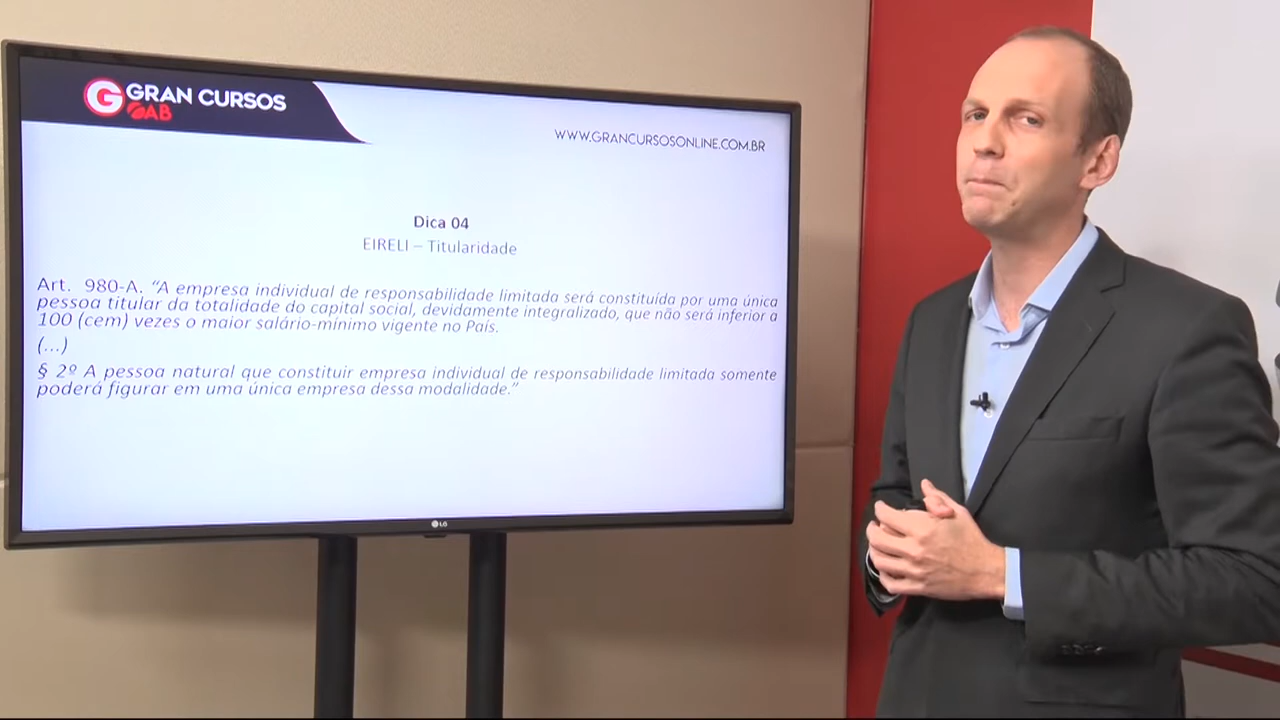 GRAN CURSOS
OAB
WWW.GRANCURSOSONLINE.COM.BR
Dica 04
EIRELI – Titularidade
Art. 980-A. “A empresa individual de responsabilidade limitada será constituída por uma única
pessoa titular da totalidade do capital social, devidamente integralizado, que não será inferior a
100 (cem) vezes o maior salário-mínimo vigente no País.
(...)
§ 2º A pessoa natural que constituir empresa individual de responsabilidade limitada somente
poderá figurar em uma única empresa dessa modalidade.”
LG